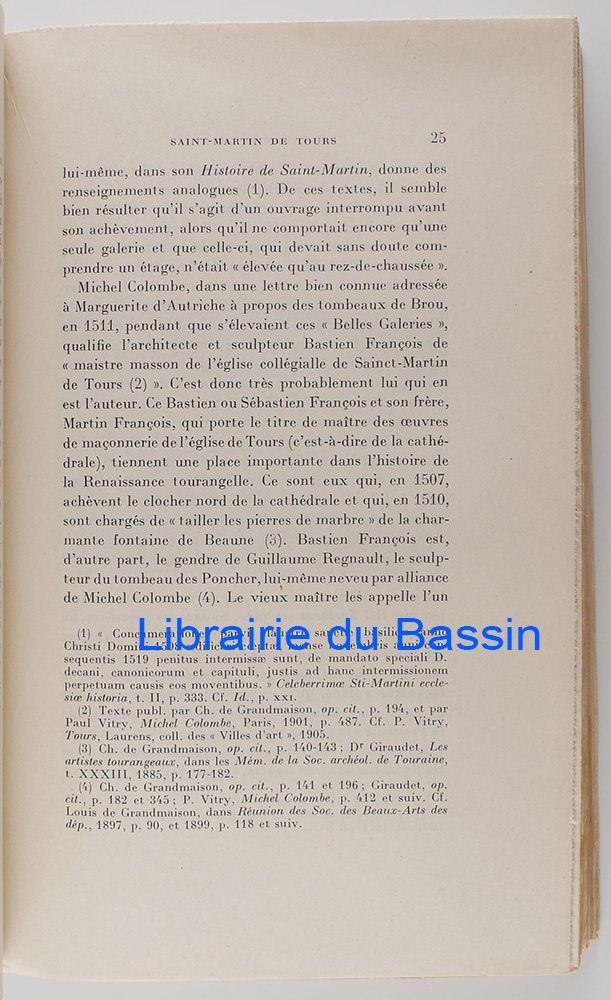 SAINT-MARTIN DE TOURS 25
lui-même, dans son Histoire de Saint-Martin, donne des
renseignements analogues (1). De ces textes, il semble
bien résulter qu'il s'agit d'un ouvrage interrompu avant
son achèvement, alors qu'il ne comportait encore qu'une
seule galerie et que celle-ci, qui devait sans doute com-
prendre un étage, n'était « élevée qu'au rez-de-chaussée ».
Michel Colombe, dans une lettre bien connue adressée
à Marguerite d'Autriche à propos des tombeaux de Brou,
en 1511, pendant que s'élevaient ces « Belles Galeries »,
qualifie l'architecte et sculpteur Bastien François de
« maistre masson de l'église collégialle de Sainct-Martin
de Tours (2) ». C'est donc très probablement lui qui en
est l'auteur. Ce Bastien ou Sébastien François et son frère,
Martin François, qui porte le titre de maître des œuvres
de maçonnerie de l'église de Tours (c'est-à-dire de la cathé-
drale), tiennent une place importante dans l'histoire de
la Renaissance tourangelle. Ce sont eux qui, en 1507,
achèvent le clocher nord de la cathédrale et qui, en 1510,
sont chargés de « tailler les pierres de marbre » de la char-
mante fontaine de Beaune (3). Bastien François est,
d'autre part, le gendre de Guillaume Regnault, le sculp-
teur du tombeau des Poncher, lui-même neveu par alliance
de Michel Colombe (4). Le vieux maître les appelle l'un
(1) «
Librairie du Bassin
Christi Domini
sequentis 1519 penitus intermissæ sunt, de mandato speciali D.
decani, canonicorum et capituli, justis ad hanc intermissionem
perpetuam causis eos moventibus. » Celeberrimæ Sti-Martini eccle-
siæ historia, t. II, p. 333. Cf. Id., p. XXI.
(2) Texte publ. par Ch. de Grandmaison, op. cit., p. 194, et par
Paul Vitry, Michel Colombe, Paris, 1901, p. 487. Cf. P. Vitry,
Tours, Laurens, coll. des « Villes d'art », 1905.
(3) Ch. de Grandmaison, op. cit., p. 140-143 ; Dr Giraudet, Les
artistes tourangeaux, dans les Mém. de la Soc. archéol. de Touraine,
t. XXXIII, 1885, p. 177-182.
(4) Ch. de Grandmaison, op. cit., p. 141 et 196 ; Giraudet, op.
cit., p. 182 et 345 ; P. Vitry, Michel Colombe, p. 412 et suiv. Cf.
Louis de Grandmaison, dans Réunion des Soc. des Beaux-Arts des
dép., 1897, p. 90, et 1899, p. 118 et suiv.